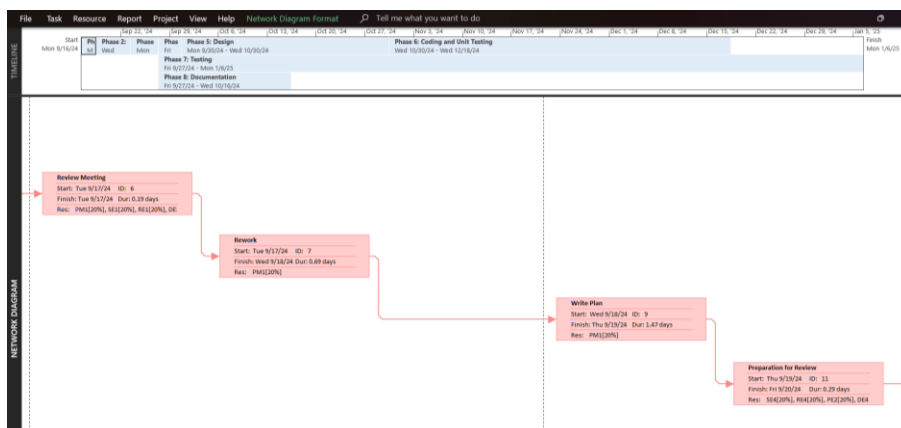 File Task Resource Report Project View Help Network Diagram Format Tell me what you want to do
Sep 22, '24 Sep 29, '24 Oct 6, '24 Oct 13, '24 Oct 20, '24 Oct 27, '24 Nov 3, '24 Nov 10, '24 Nov 17, '24 Nov 24, '24 Dec 1, '24 Dec 8, '24 Dec 15, '24 Dec 22, '24 Dec 29, '24 Jan 5, '25
TIMELINE
Start
Mon 9/16/24
Ph
M
Phase 2:
Wed
Phase
Mon
Phas
Fri
Phase 5: Design
Mon 9/30/24 - Wed 10/30/24
Phase 6: Coding and Unit Testing
Wed 10/30/24 - Wed 12/18/24
Finish
Mon 1/6/25
Phase 7: Testing
Fri 9/27/24 - Mon 1/6/25
Phase 8: Documentation
Fri 9/27/24 - Wed 10/16/24
NETWORK DIAGRAM
Review Meeting
Start: Tue 9/17/24 ID: 6
Finish: Tue 9/17/24 Dur: 0.19 days
Res: PM1[20%], SE1[20%], RE1[20%], DE
Rework
Start: Tue 9/17/24 ID: 7
Finish: Wed 9/18/24 Dur: 0.69 days
Res: PM1[20%]
Write Plan
Start: Wed 9/18/24 ID: 9
Finish: Thu 9/19/24 Dur: 1.47 days
Res: PM1[20%]
Preparation for Review
Start: Thu 9/19/24 ID: 11
Finish: Fri 9/20/24 Dur: 0.29 days
Res: SE4[20%], RE4[20%], PE2[20%], DE4